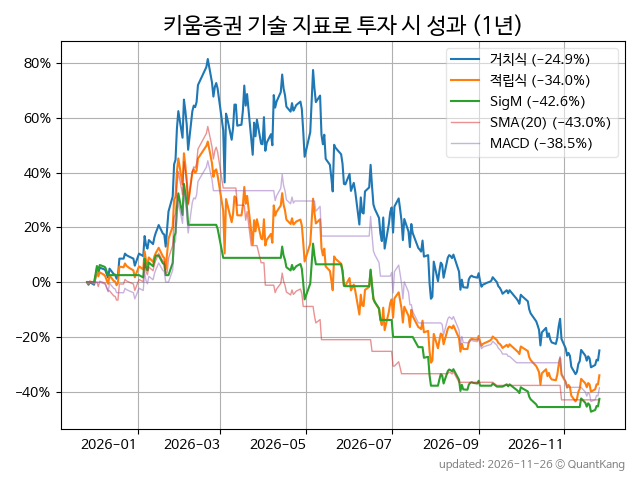 키움증권 기술 지표로 투자 시 성과 (1년)
거치식 (−24.9%)
적립식 (−34.0%)
SigM (−42.6%)
SMA(20) (−43.0%)
MACD (−38.5%)
80%
60%
40%
20%
0%
−20%
−40%
2026-01 2026-03 2026-05 2026-07 2026-09 2026-11
updated: 2026-11-26 © QuantKang